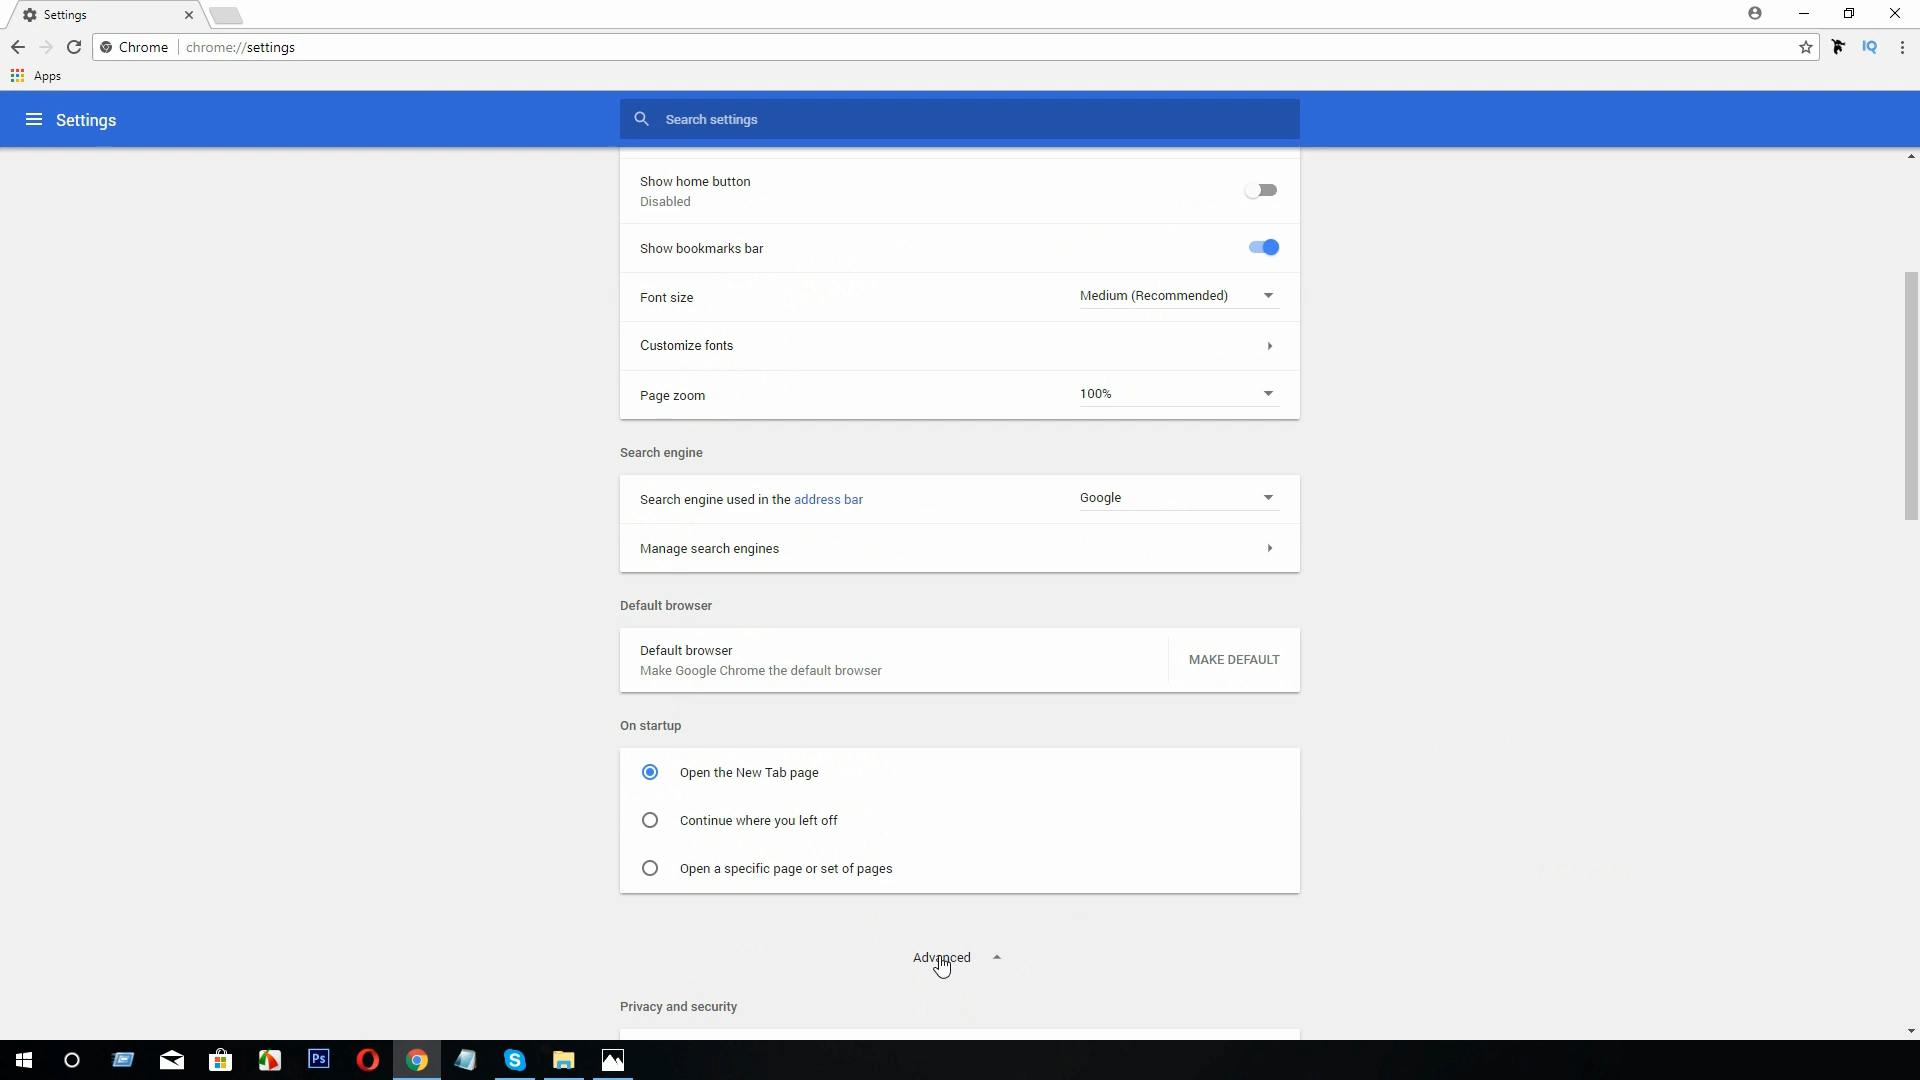 Settings
Chrome chrome://settings
IQ
Apps
Settings
Search settings
Show home button
Disabled
Show bookmarks bar
Font size
Medium (Recommended)
Customize fonts
Page zoom
100%
Search engine
Search engine used in the address bar
Google
Manage search engines
Default browser
Default browser
Make Google Chrome the default browser
MAKE DEFAULT
On startup
Open the New Tab page
Continue where you left off
Open a specific page or set of pages
Advanced
Privacy and security
Ps
S